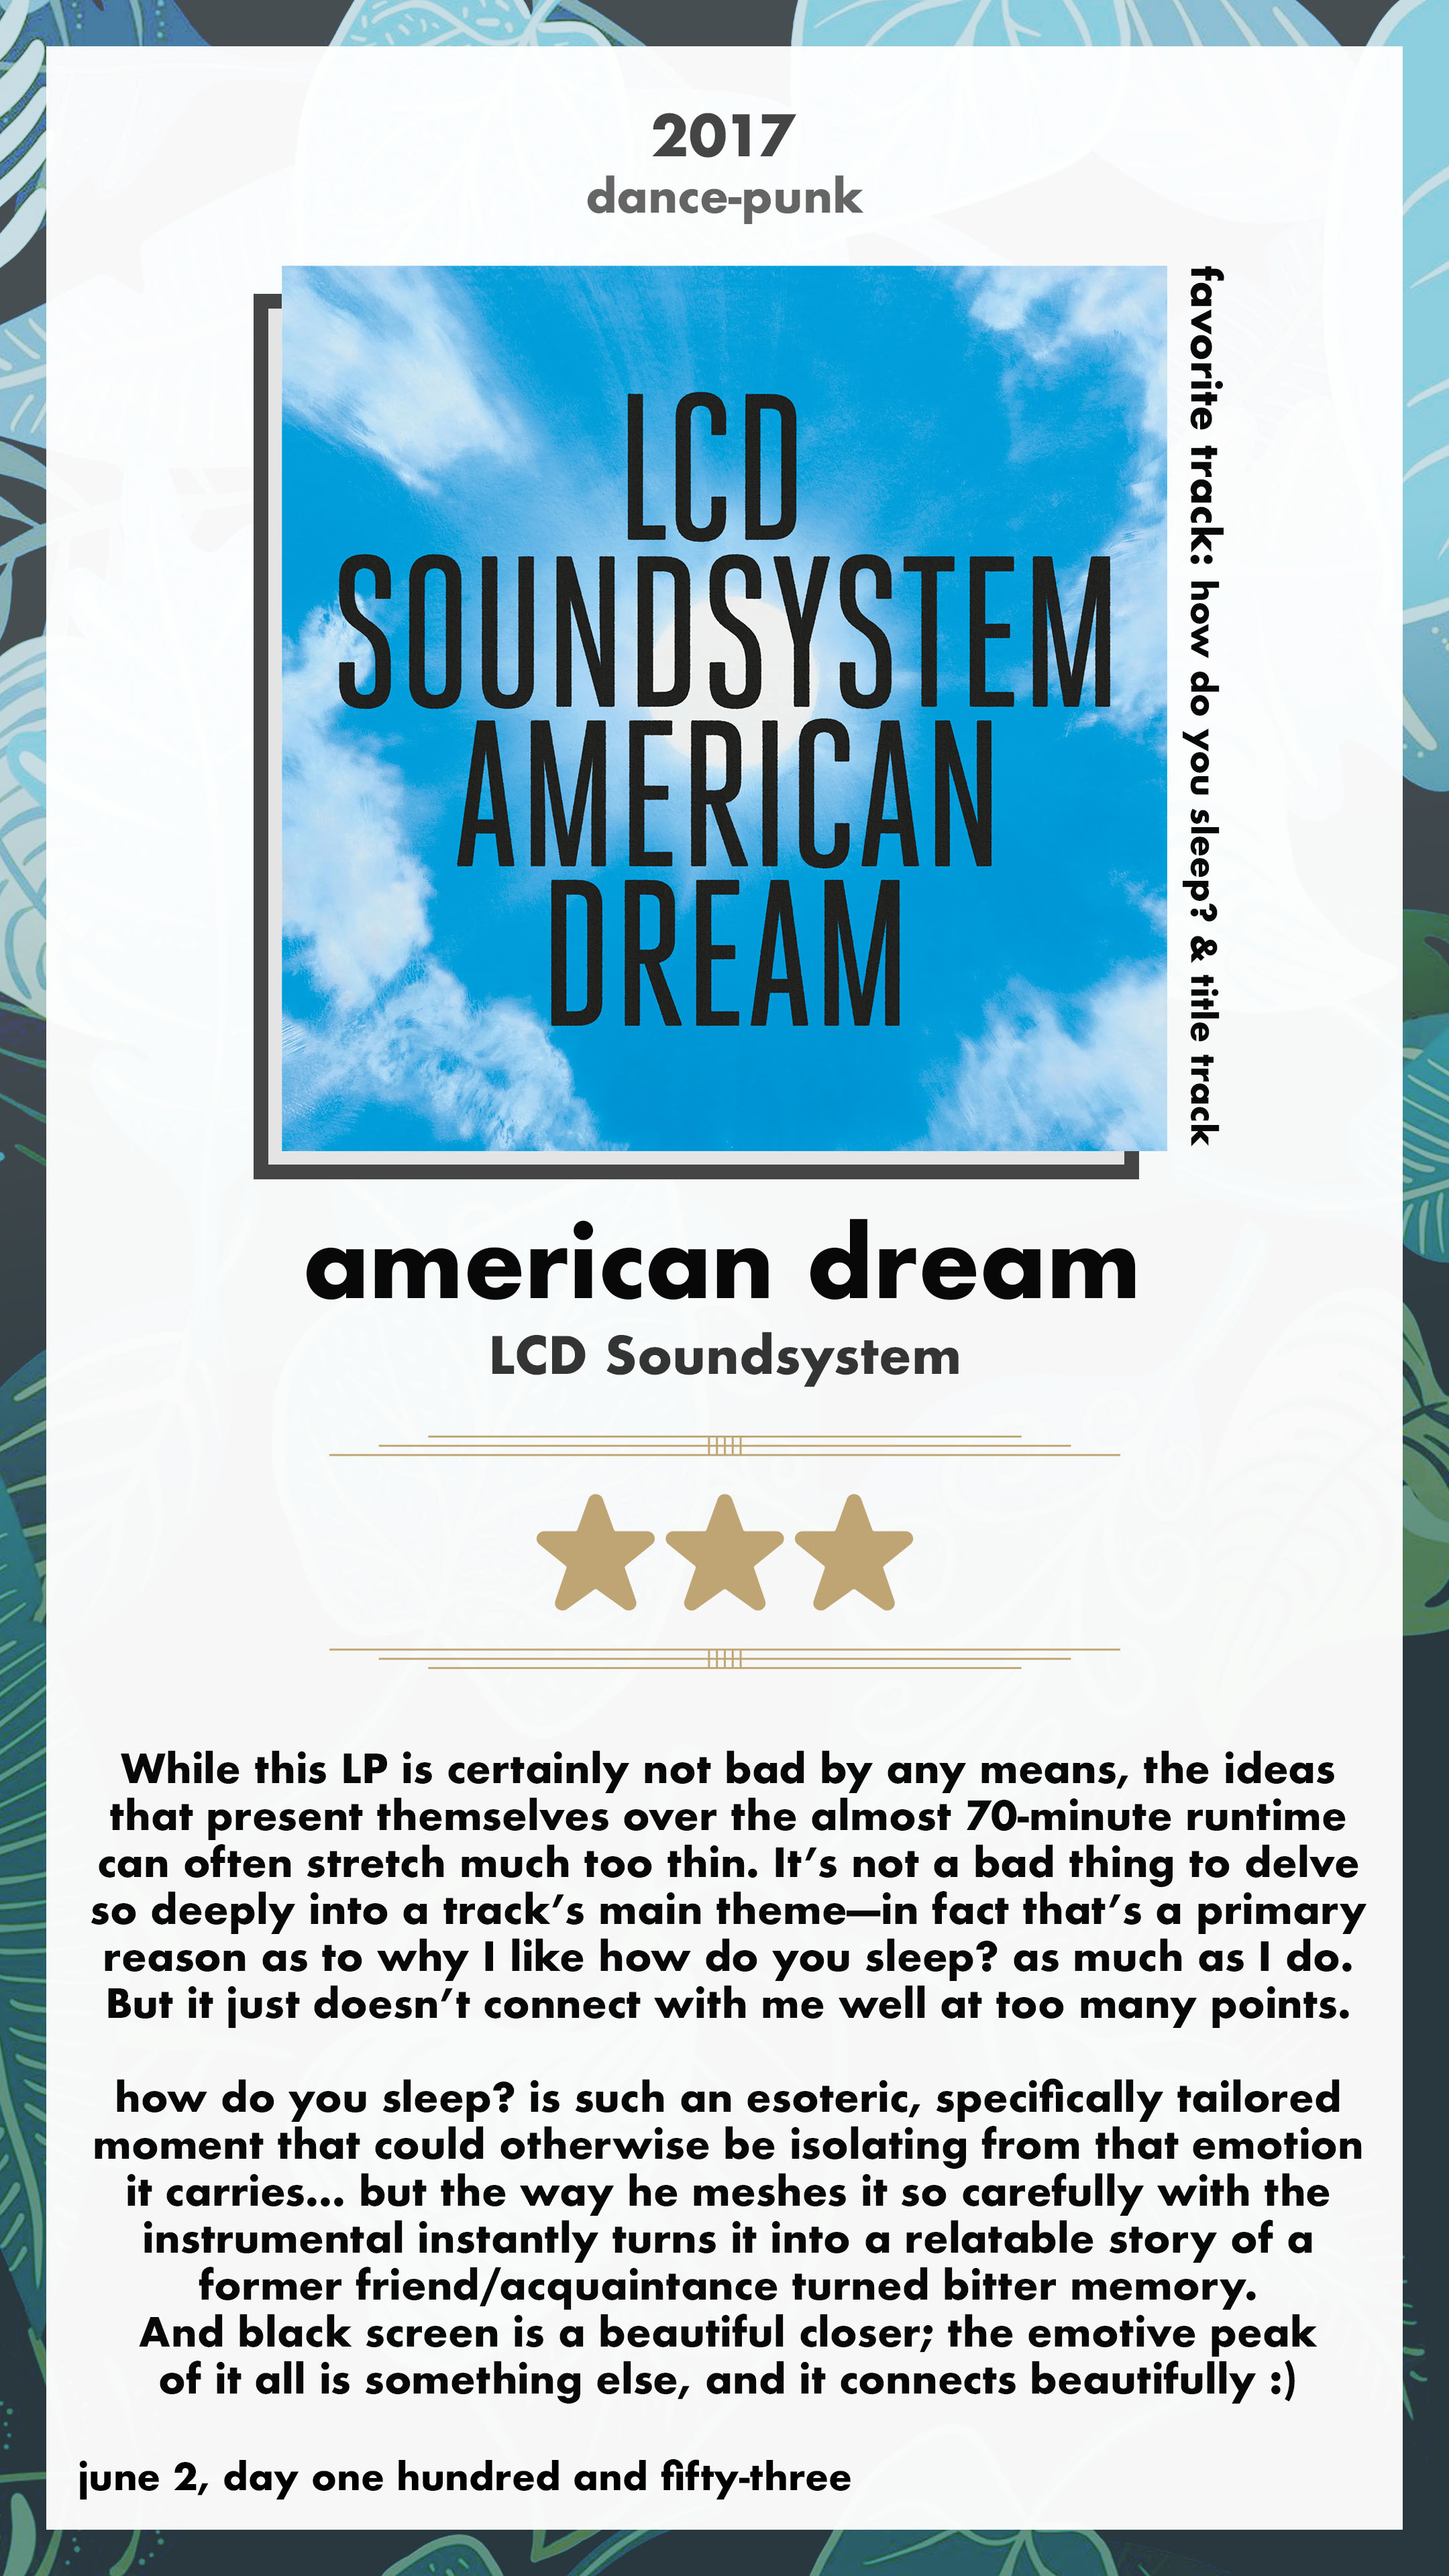 2017
dance-punk
LCD
SOUNDSYSTEM
AMERICAN
DREAM
favorite track: how do you sleep? & title track
american dream
LCD Soundsystem
While this LP is certainly not bad by any means, the ideas
that present themselves over the almost 70-minute runtime
can often stretch much too thin. It’s not a bad thing to delve
so deeply into a track’s main theme—in fact that’s a primary
reason as to why I like how do you sleep? as much as I do.
But it just doesn’t connect with me well at too many points.
how do you sleep? is such an esoteric, specifically tailored
moment that could otherwise be isolating from that emotion
it carries... but the way he meshes it so carefully with the
instrumental instantly turns it into a relatable story of a
former friend/acquaintance turned bitter memory.
And black screen is a beautiful closer; the emotive peak
of it all is something else, and it connects beautifully :)
june 2, day one hundred and fifty-three